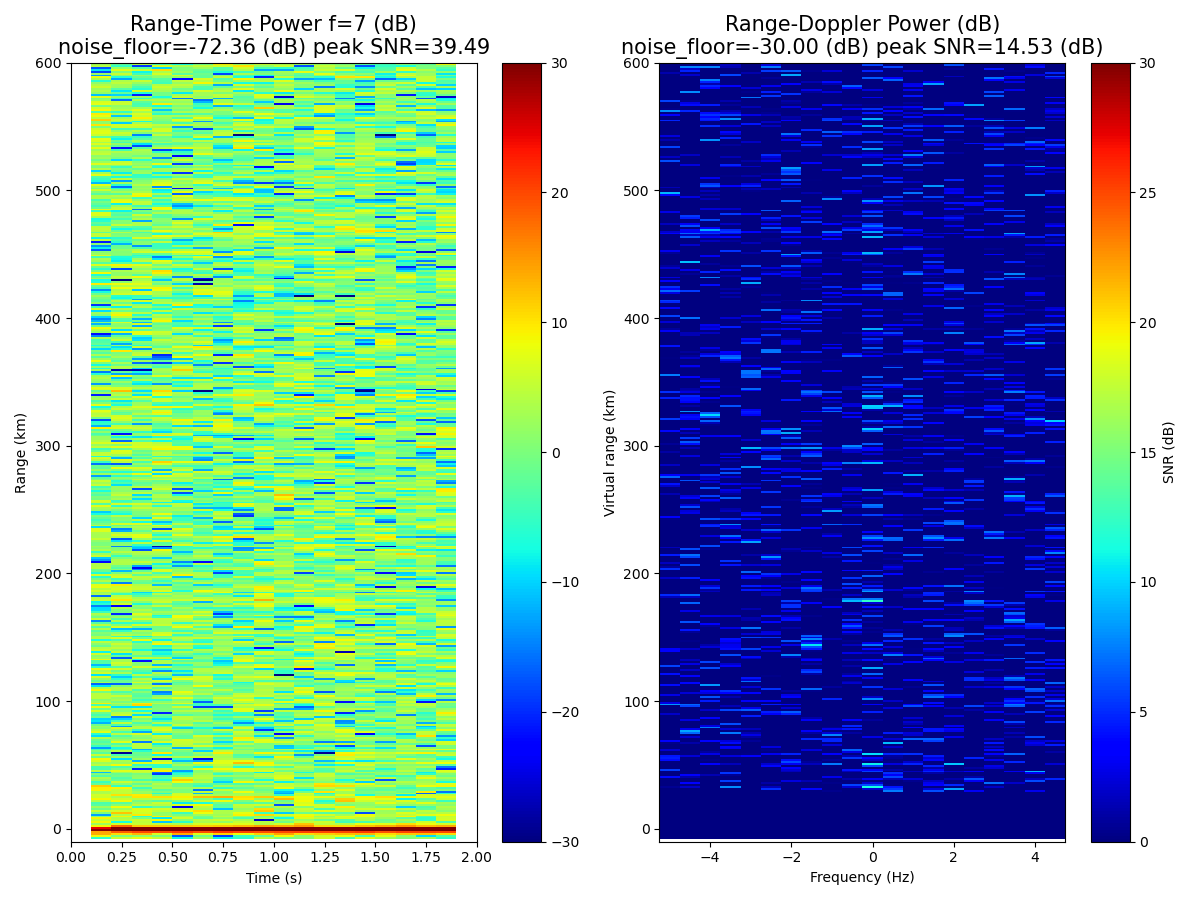 Range-Time Power f=7 (dB)
noise_floor=-72.36 (dB) peak SNR=39.49
Range (km)
600
500
400
300
200
100
0
0.00 0.25 0.50 0.75 1.00 1.25 1.50 1.75 2.00
Time (s)
30
20
10
0
−10
−20
−30
Range-Doppler Power (dB)
noise_floor=-30.00 (dB) peak SNR=14.53 (dB)
Virtual range (km)
600
500
400
300
200
100
0
−4 −2 0 2 4
Frequency (Hz)
30
25
20
15
10
5
0
SNR (dB)